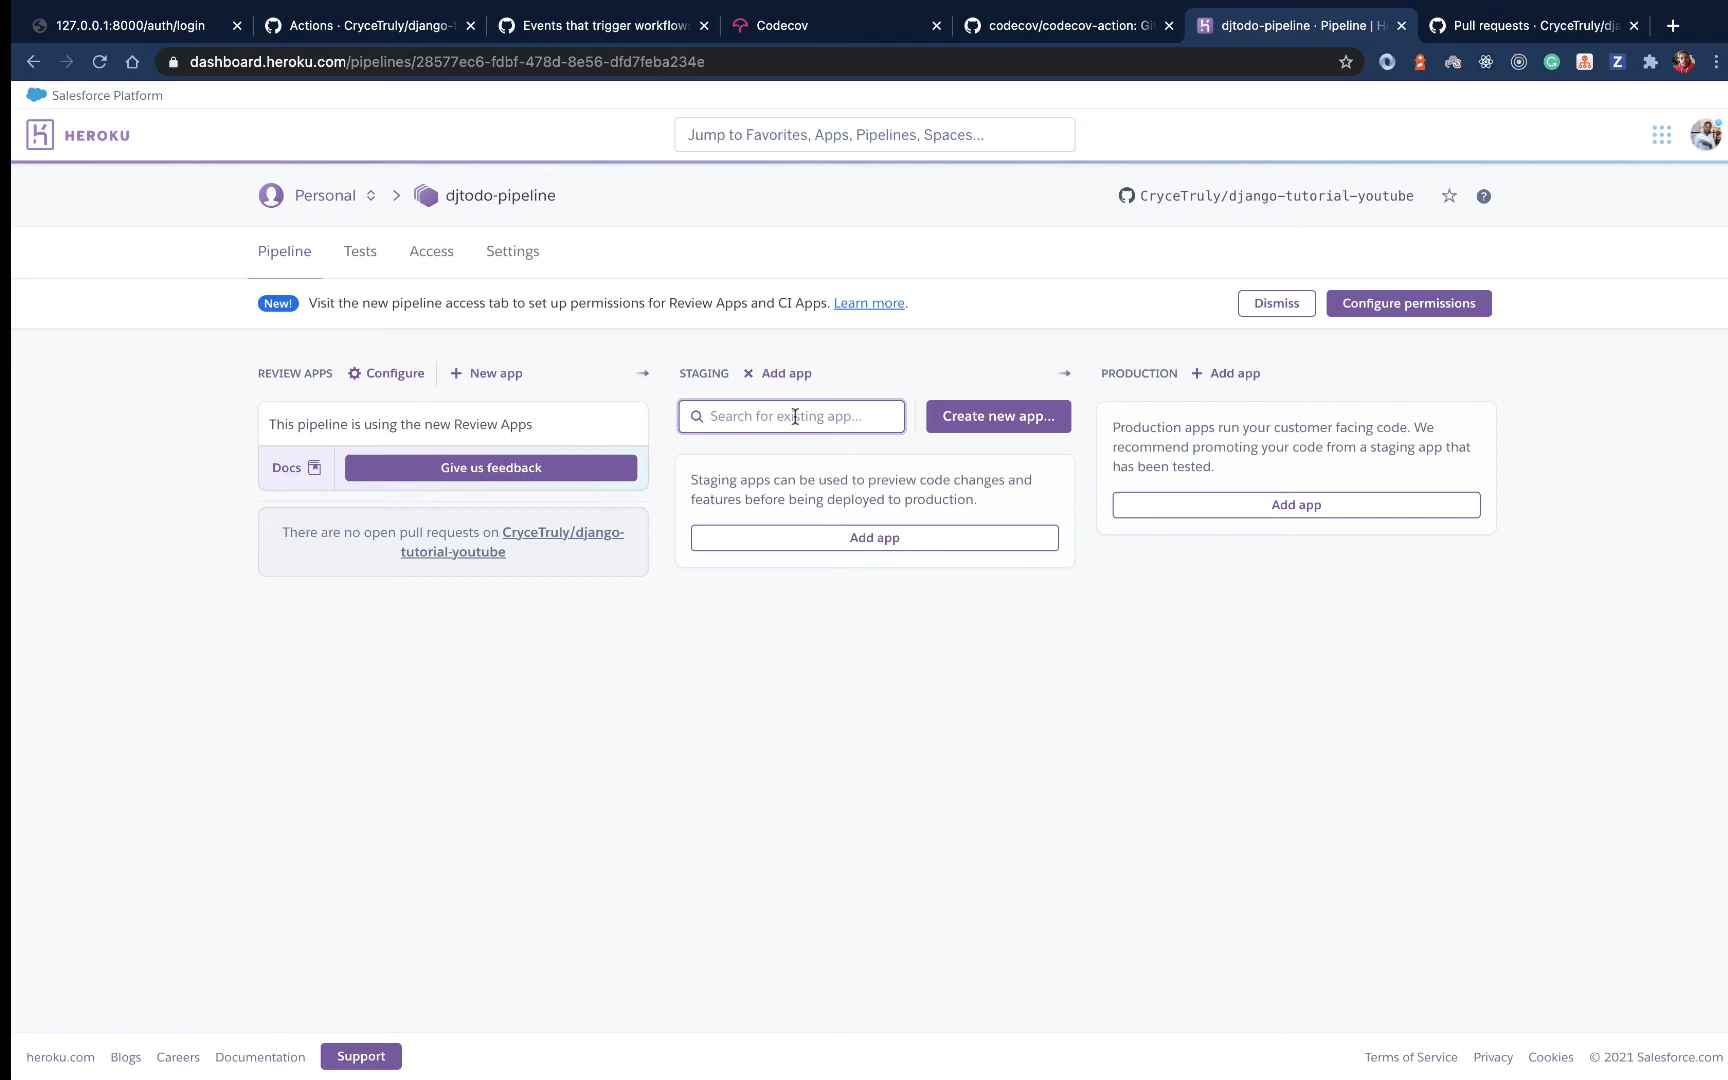 127.0.0.1:8000/auth/login
Actions · CryceTruly/django-t
Events that trigger workflows
Codecov
codecov/codecov-action: Git
djtodo-pipeline · Pipeline | H
Pull requests · CryceTruly/dja
dashboard.heroku.com/pipelines/28577ec6-fdbf-478d-8e56-dfd7feba234e
Salesforce Platform
HEROKU
Jump to Favorites, Apps, Pipelines, Spaces...
Personal
djtodo-pipeline
CryceTruly/django-tutorial-youtube
Pipeline
Tests
Access
Settings
New!
Visit the new pipeline access tab to set up permissions for Review Apps and CI Apps. Learn more.
Dismiss
Configure permissions
REVIEW APPS
Configure
New app
This pipeline is using the new Review Apps
Docs
Give us feedback
There are no open pull requests on CryceTruly/django-
tutorial-youtube
STAGING
Add app
Search for existing app...
Create new app...
Staging apps can be used to preview code changes and
features before being deployed to production.
Add app
PRODUCTION
Add app
Production apps run your customer facing code. We
recommend promoting your code from a staging app that
has been tested.
Add app
heroku.com
Blogs
Careers
Documentation
Support
Terms of Service
Privacy
Cookies
© 2021 Salesforce.com